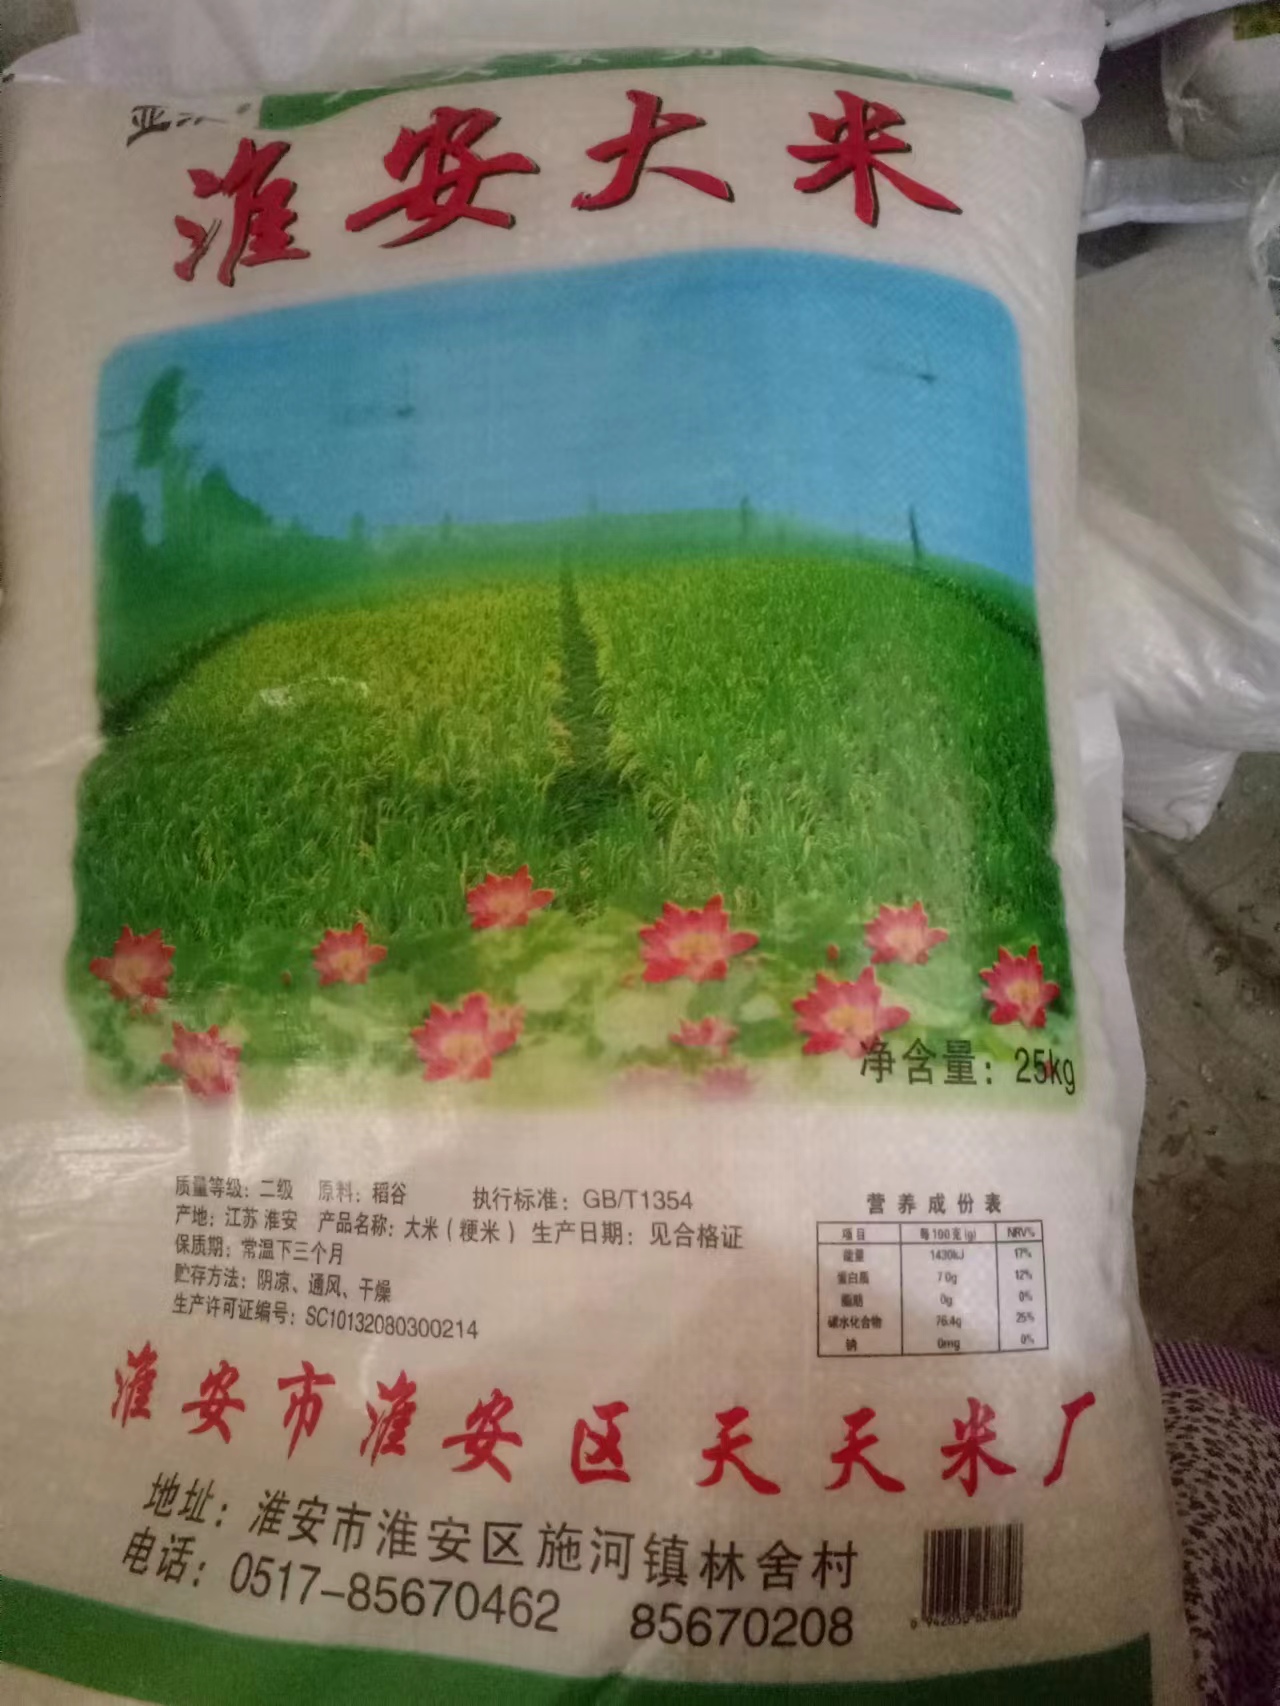 淮安大米
净含量：25kg
质量等级：二级 原料：稻谷 执行标准：GB/T1354
产地：江苏 淮安 产品名称：大米（粳米） 生产日期：见合格证
保质期：常温下三个月
贮存方法：阴凉、通风、干燥
生产许可证编号：SC10132080300214
营养成份表
项目 每100克(g) NRV%
能量 1430kJ 17%
蛋白质 7.0g 12%
脂肪 0g 0%
碳水化合物 76.4g 25%
钠 0mg 0%
淮安市淮安区天天米厂
地址：淮安市淮安区施河镇林舍村
电话：0517-85670462 85670208